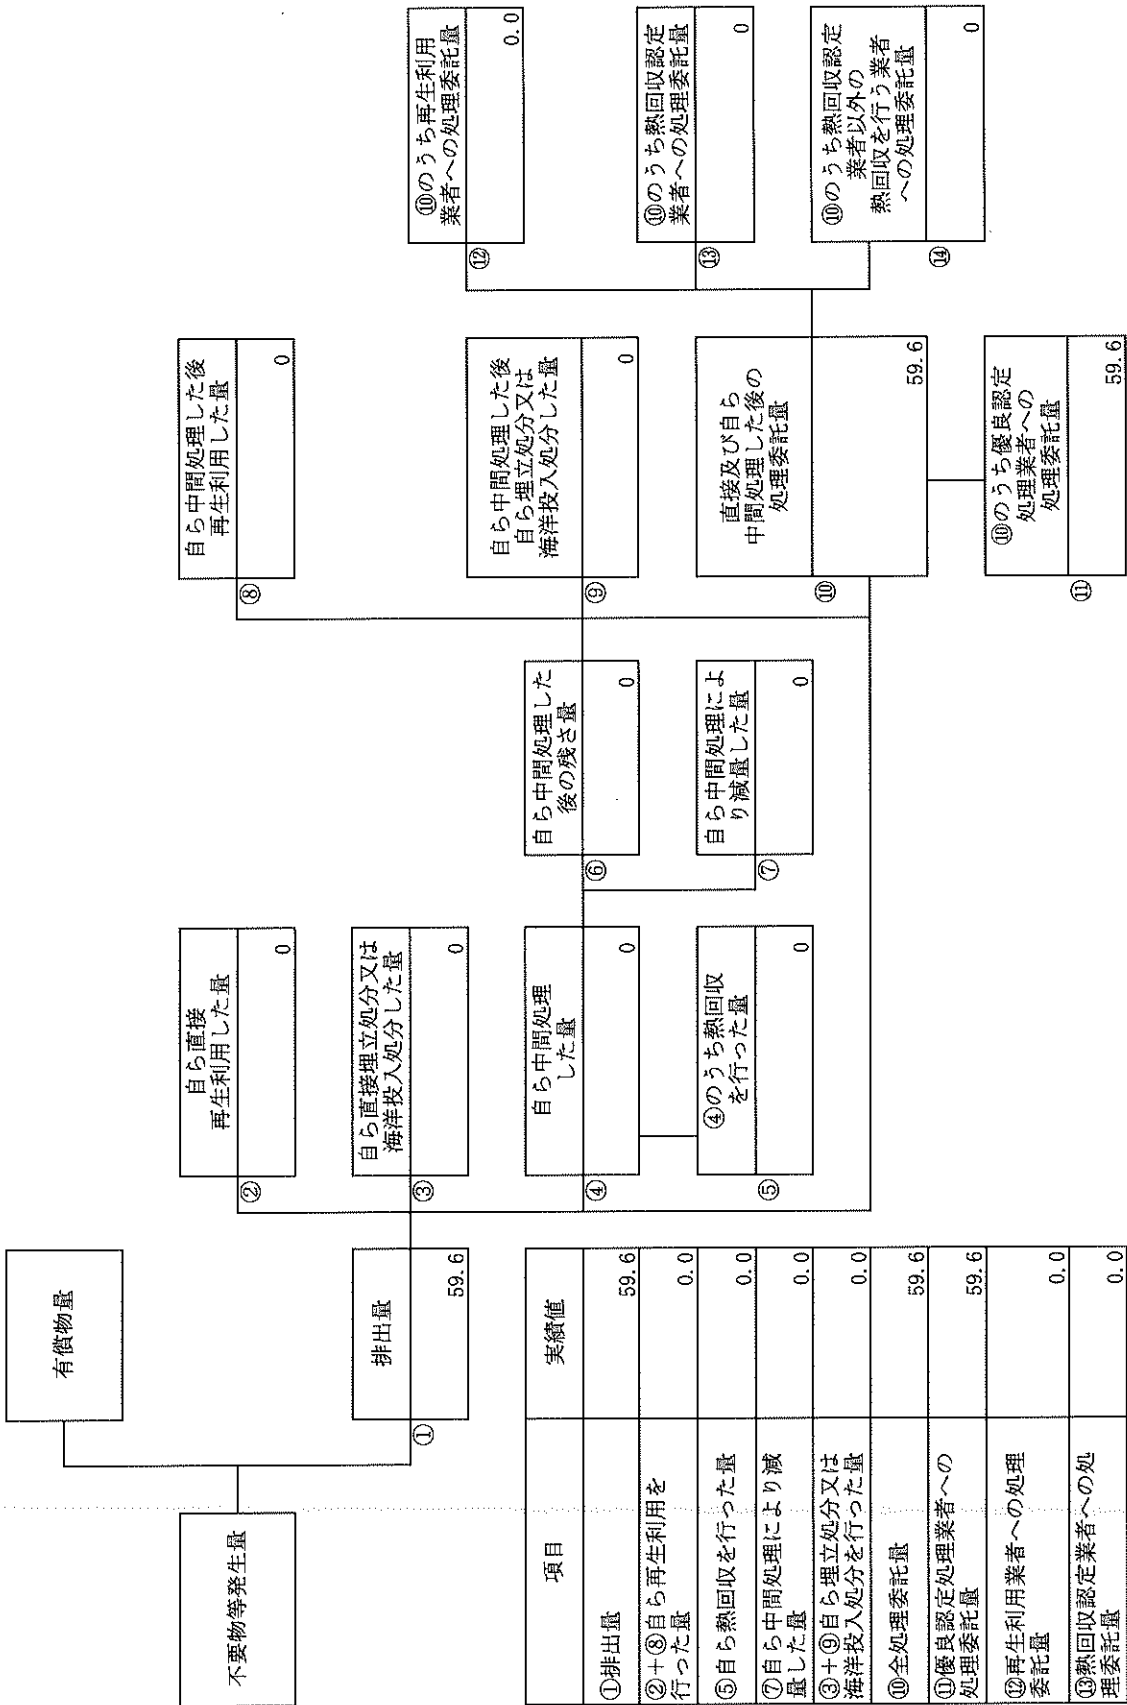 不要物等発生量
有償物量
①
排出量
59.6
②
自ら直接
再生利用した量
0
③
自ら直接埋立処分又は
海洋投入処分した量
0
④
自ら中間処理
した量
0
⑤
④のうち熱回収
を行った量
0
⑥
自ら中間処理した
後の残さ量
0
⑦
自ら中間処理によ
り減量した量
0
⑧
自ら中間処理した後
再生利用した量
0
⑨
自ら中間処理した後
自ら埋立処分又は
海洋投入処分した量
0
⑩
直接及び自ら
中間処理した後の
処理委託量
59.6
⑪
⑩のうち優良認定
処理業者への
処理委託量
59.6
⑫
⑩のうち再生利用
業者への処理委託量
0.0
⑬
⑩のうち熱回収認定
業者への処理委託量
0
⑭
⑩のうち熱回収認定
業者以外の
熱回収を行う業者
への処理委託量
0
項目 実績値
①排出量 59.6
②+⑧自ら再生利用を
行った量 0.0
⑤自ら熱回収を行った量 0.0
⑦自ら中間処理により減
量した量 0.0
③+⑨自ら埋立処分又は
海洋投入処分を行った量 0.0
⑩全処理委託量 59.6
⑪優良認定処理業者への
処理委託量 59.6
⑫再生利用業者への処理
委託量 0.0
⑬熱回収認定業者への処
理委託量 0.0